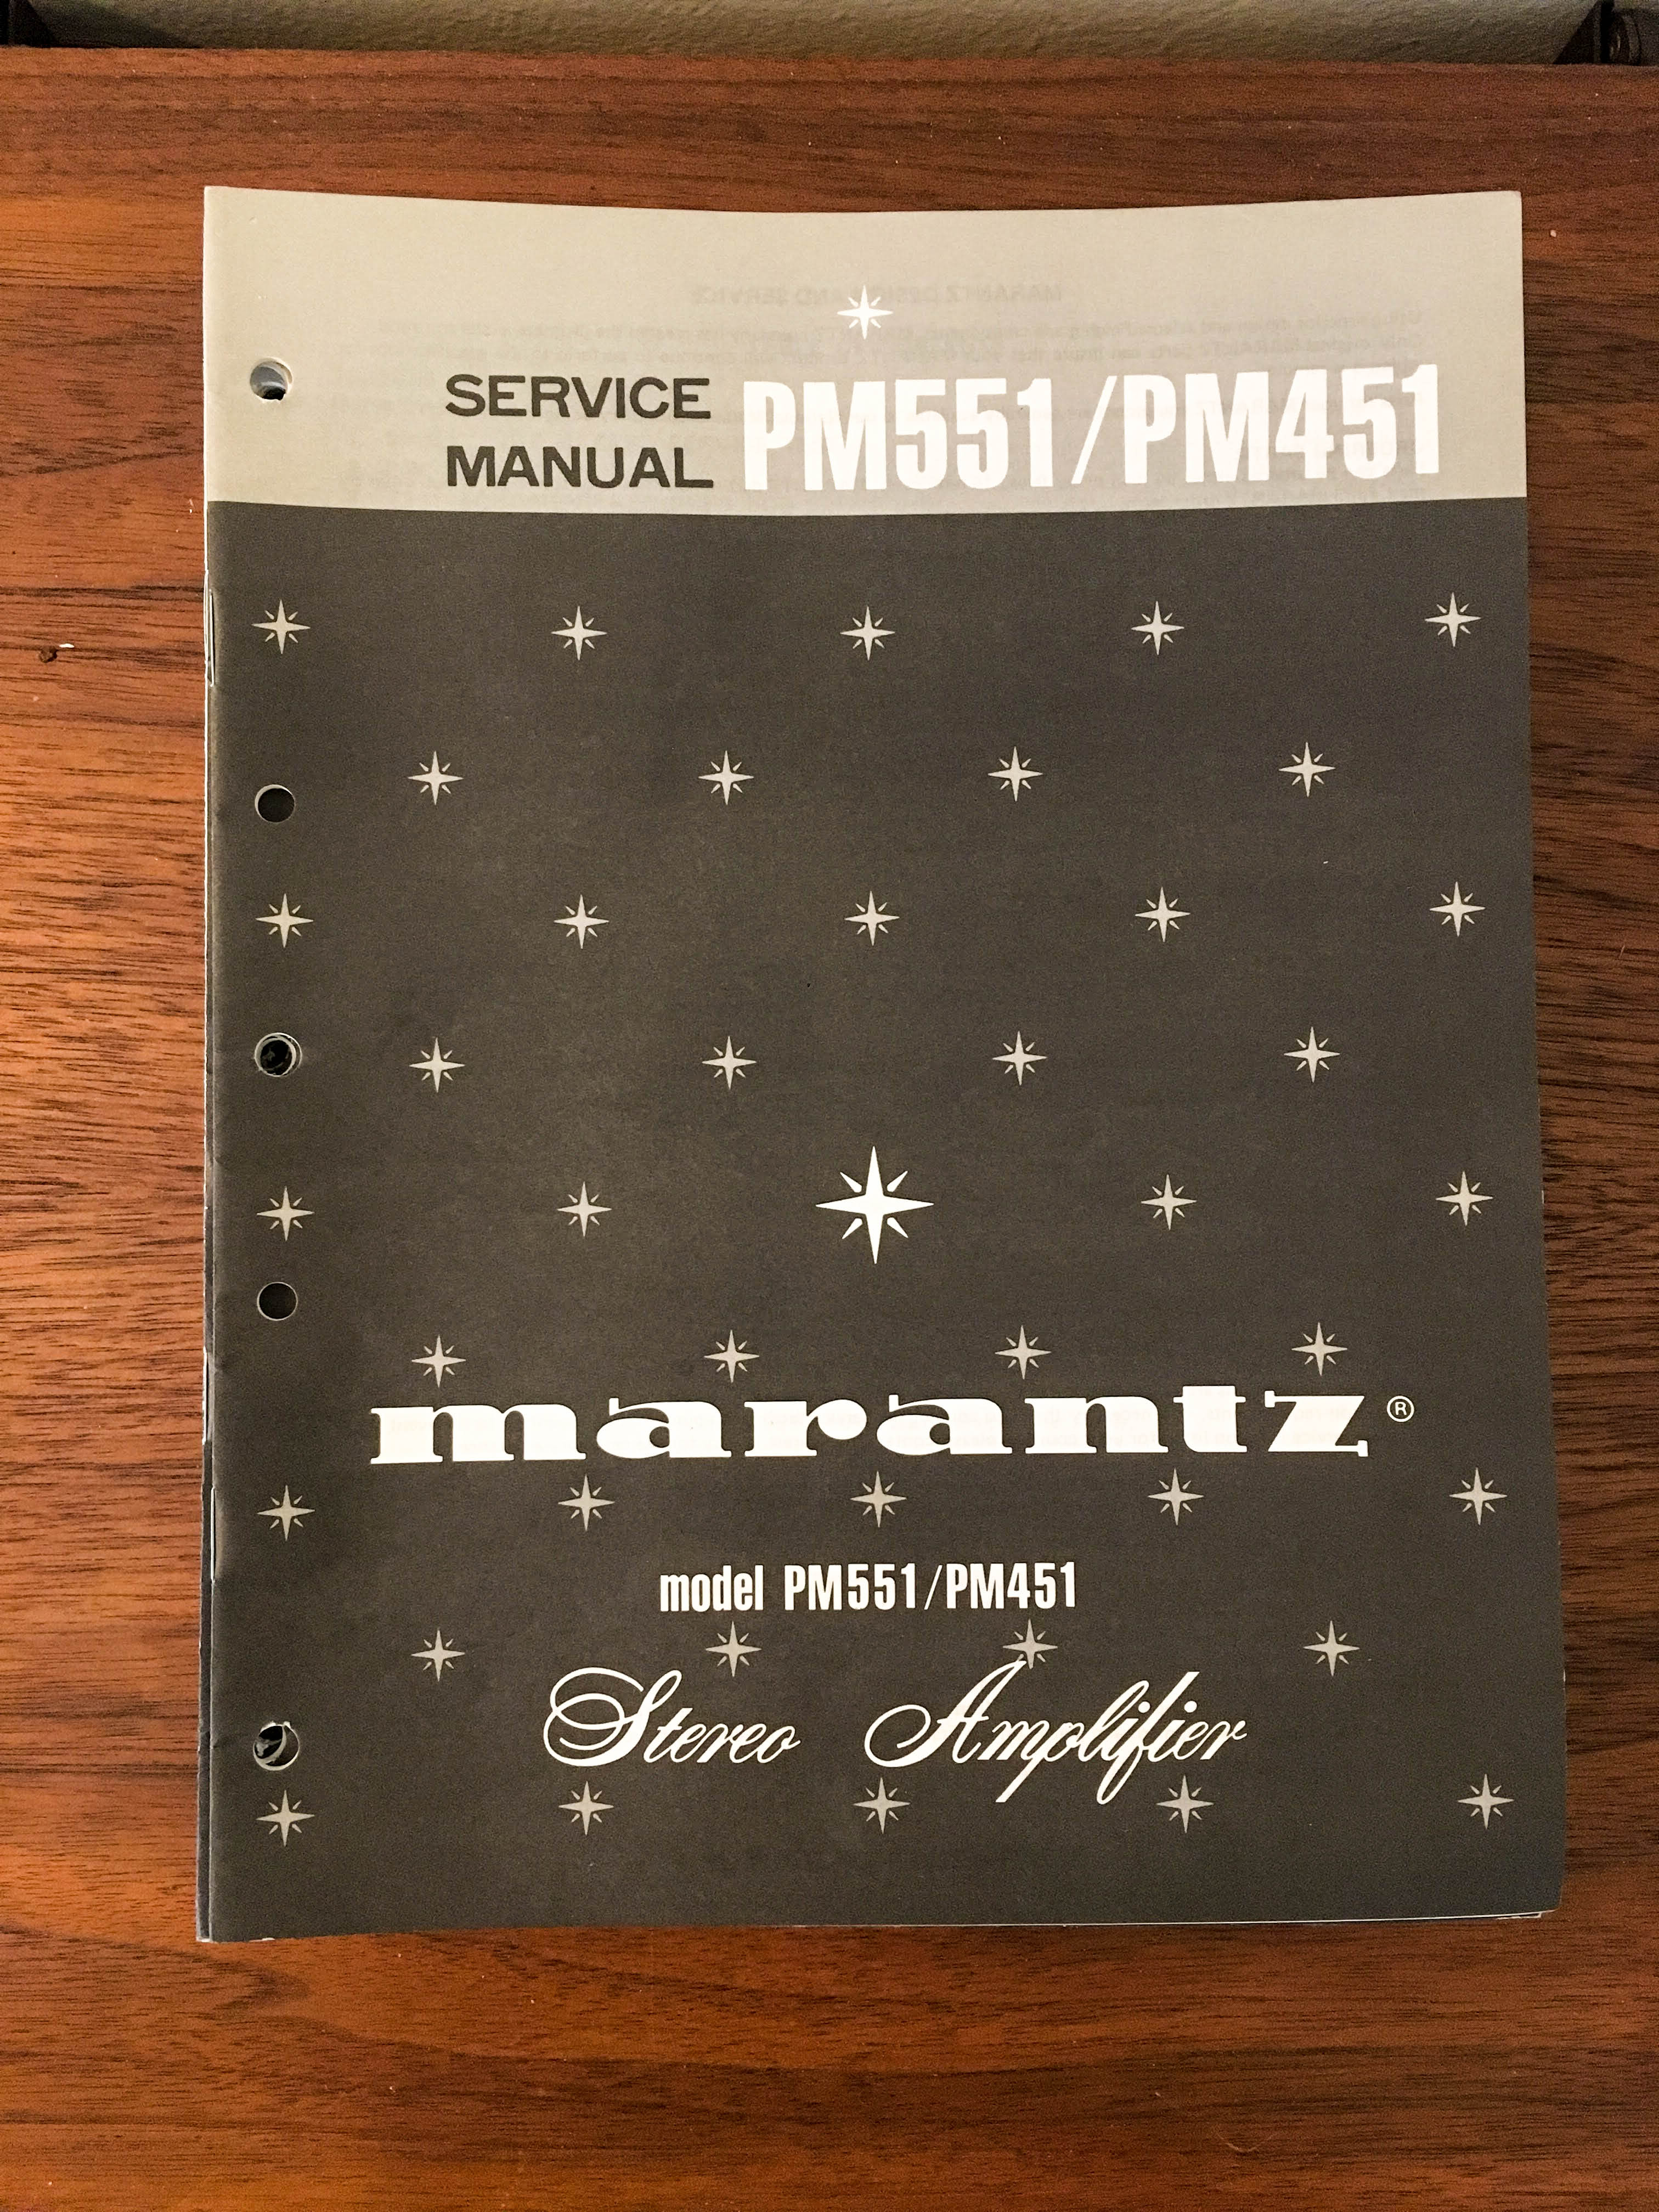 SERVICE
MANUAL PM551/PM451
marantz®
model PM551/PM451
Stereo Amplifier